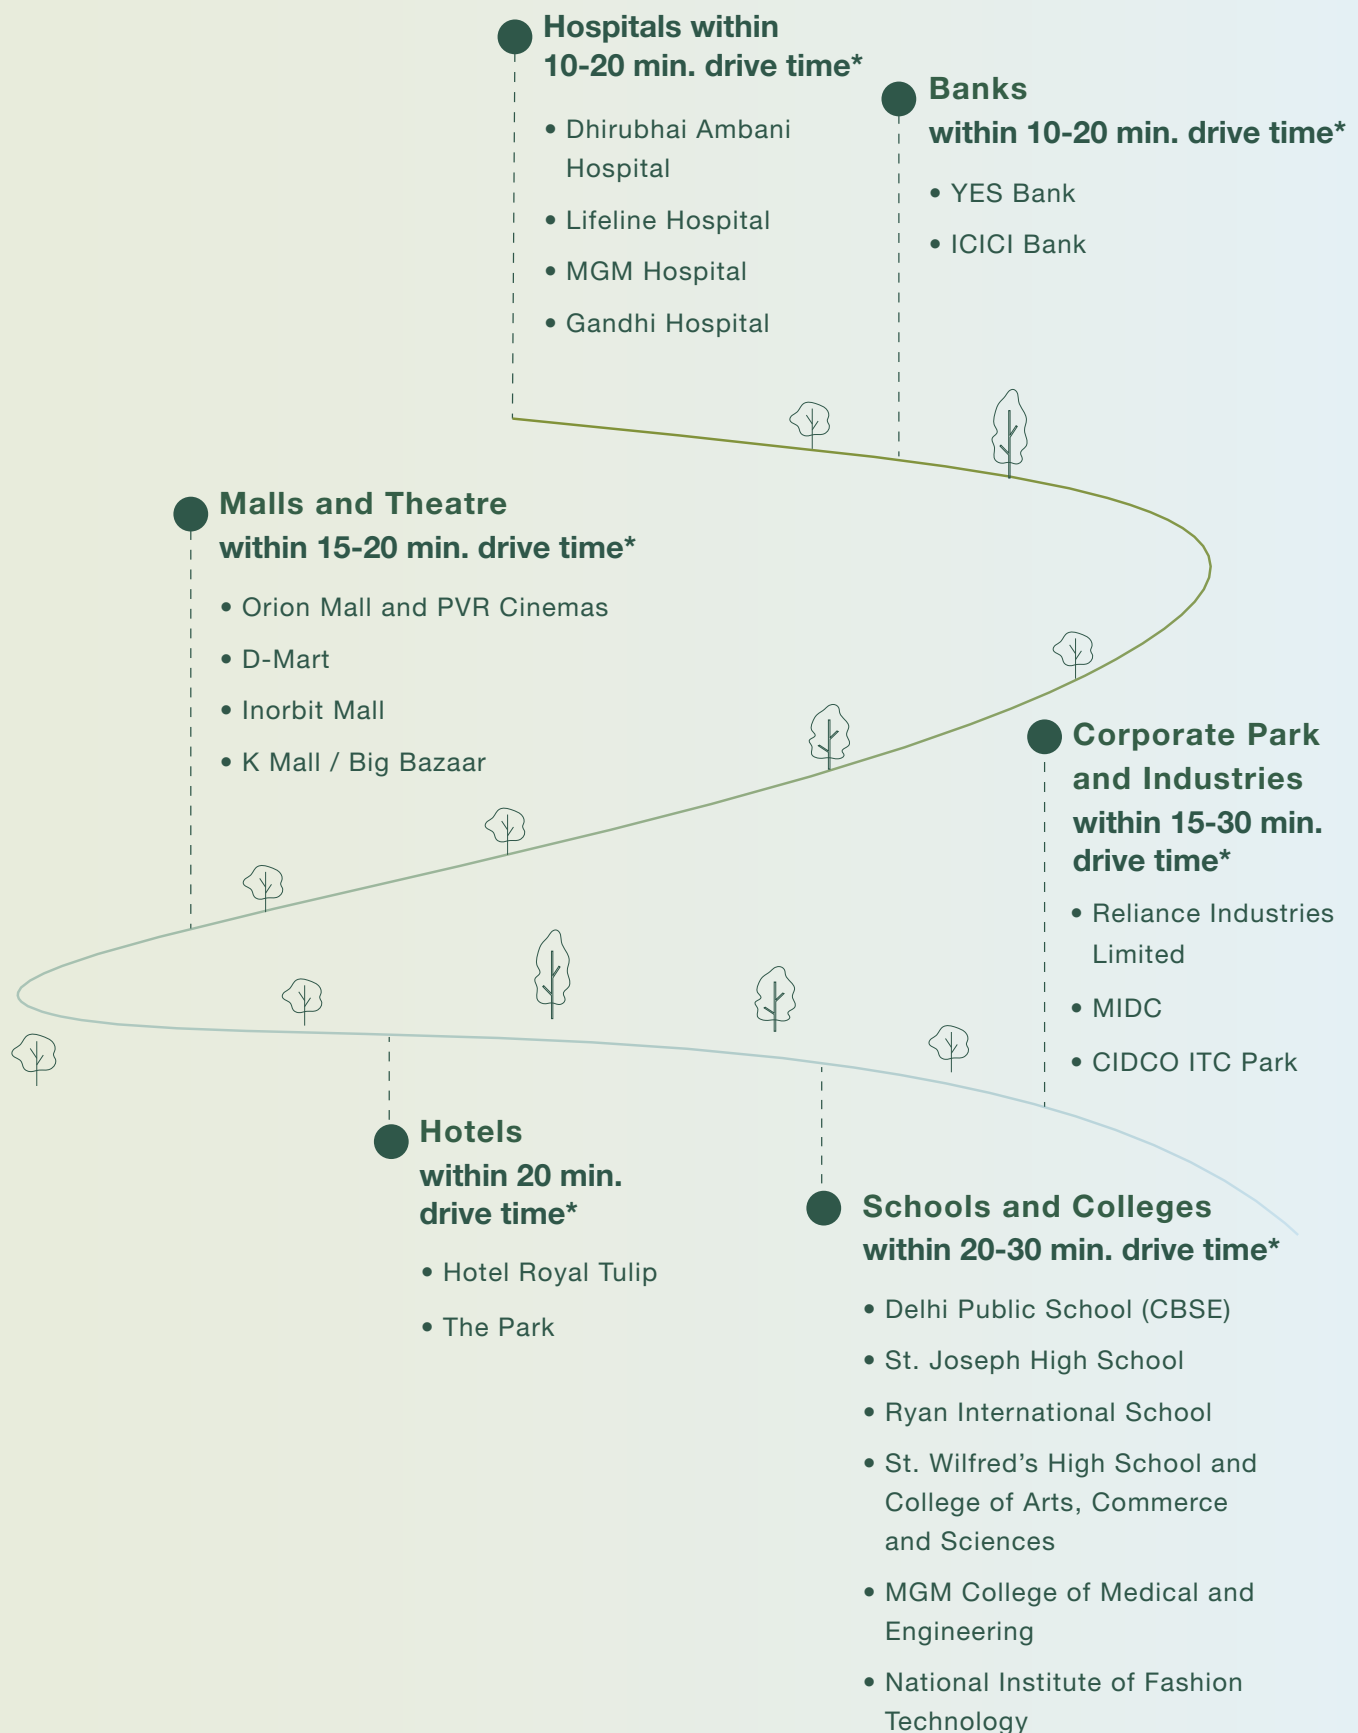 Hospitals within
10-20 min. drive time*
• Dhirubhai Ambani
Hospital
• Lifeline Hospital
• MGM Hospital
• Gandhi Hospital
Banks
within 10-20 min. drive time*
• YES Bank
• ICICI Bank
Malls and Theatre
within 15-20 min. drive time*
• Orion Mall and PVR Cinemas
• D-Mart
• Inorbit Mall
• K Mall / Big Bazaar
Corporate Park
and Industries
within 15-30 min.
drive time*
• Reliance Industries
Limited
• MIDC
• CIDCO ITC Park
Hotels
within 20 min.
drive time*
• Hotel Royal Tulip
• The Park
Schools and Colleges
within 20-30 min. drive time*
• Delhi Public School (CBSE)
• St. Joseph High School
• Ryan International School
• St. Wilfred’s High School and
College of Arts, Commerce
and Sciences
• MGM College of Medical and
Engineering
• National Institute of Fashion
Technology